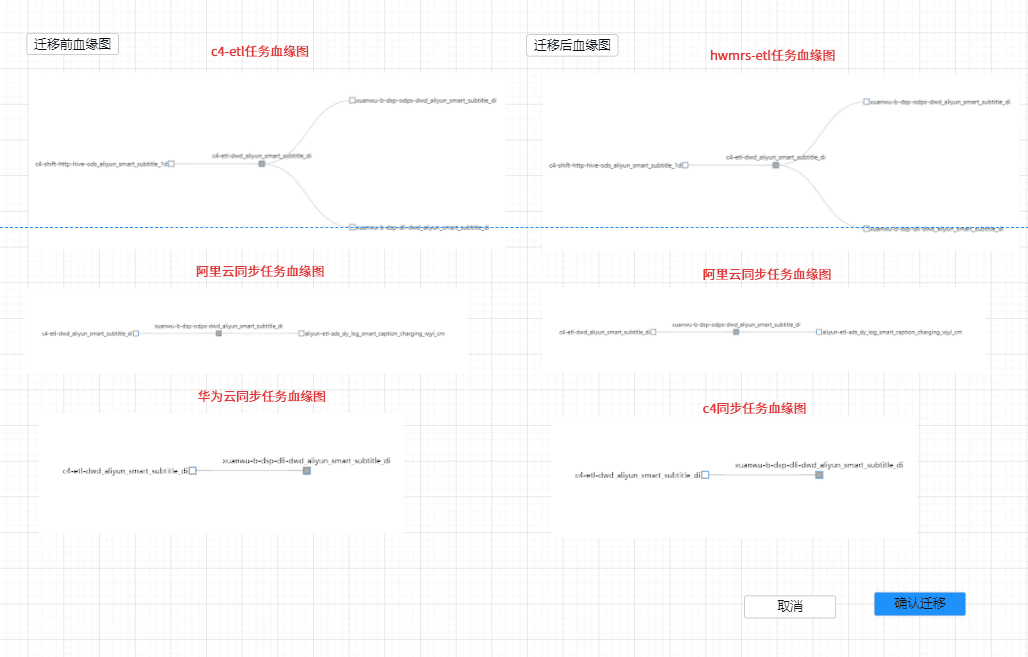 迁移前血缘图
c4-etl任务血缘图
xuanwu-b-dsp-odps-dwd_aliyun_smart_subtitle_di
c4-etl-dwd_aliyun_smart_subtitle_di
c4-shift-http-hive-ods_aliyun_smart_subtitle_1d
xuanwu-b-dsp-dli-dwd_aliyun_smart_subtitle_di
阿里云同步任务血缘图
xuanwu-b-dsp-odps-dwd_aliyun_smart_subtitle_di
c4-etl-dwd_aliyun_smart_subtitle_di
aliyun-etl-ads_dy_log_smart_caption_charging_wjyl_cm
华为云同步任务血缘图
xuanwu-b-dsp-dli-dwd_aliyun_smart_subtitle_di
c4-etl-dwd_aliyun_smart_subtitle_di
迁移后血缘图
hwmrs-etl任务血缘图
xuanwu-b-dsp-odps-dwd_aliyun_smart_subtitle_di
c4-etl-dwd_aliyun_smart_subtitle_di
c4-shift-http-hive-ods_aliyun_smart_subtitle_1d
xuanwu-b-dsp-dli-dwd_aliyun_smart_subtitle_di
阿里云同步任务血缘图
xuanwu-b-dsp-odps-dwd_aliyun_smart_subtitle_di
c4-etl-dwd_aliyun_smart_subtitle_di
aliyun-etl-ads_dy_log_smart_caption_charging_wjyl_cm
c4同步任务血缘图
xuanwu-b-dsp-dli-dwd_aliyun_smart_subtitle_di
c4-etl-dwd_aliyun_smart_subtitle_di
取消
确认迁移